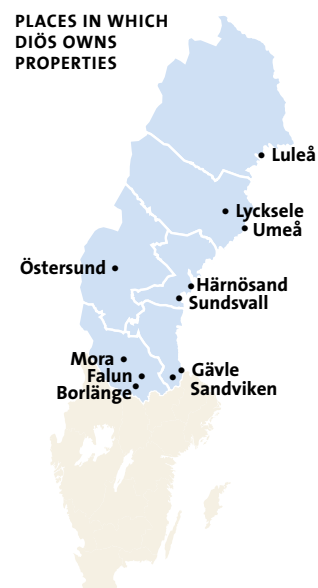 PLACES IN WHICH
DIÖS OWNS
PROPERTIES
Luleå
Lycksele
Umeå
Östersund
Härnösand
Sundsvall
Mora
Gävle
Falun
Sandviken
Borlänge